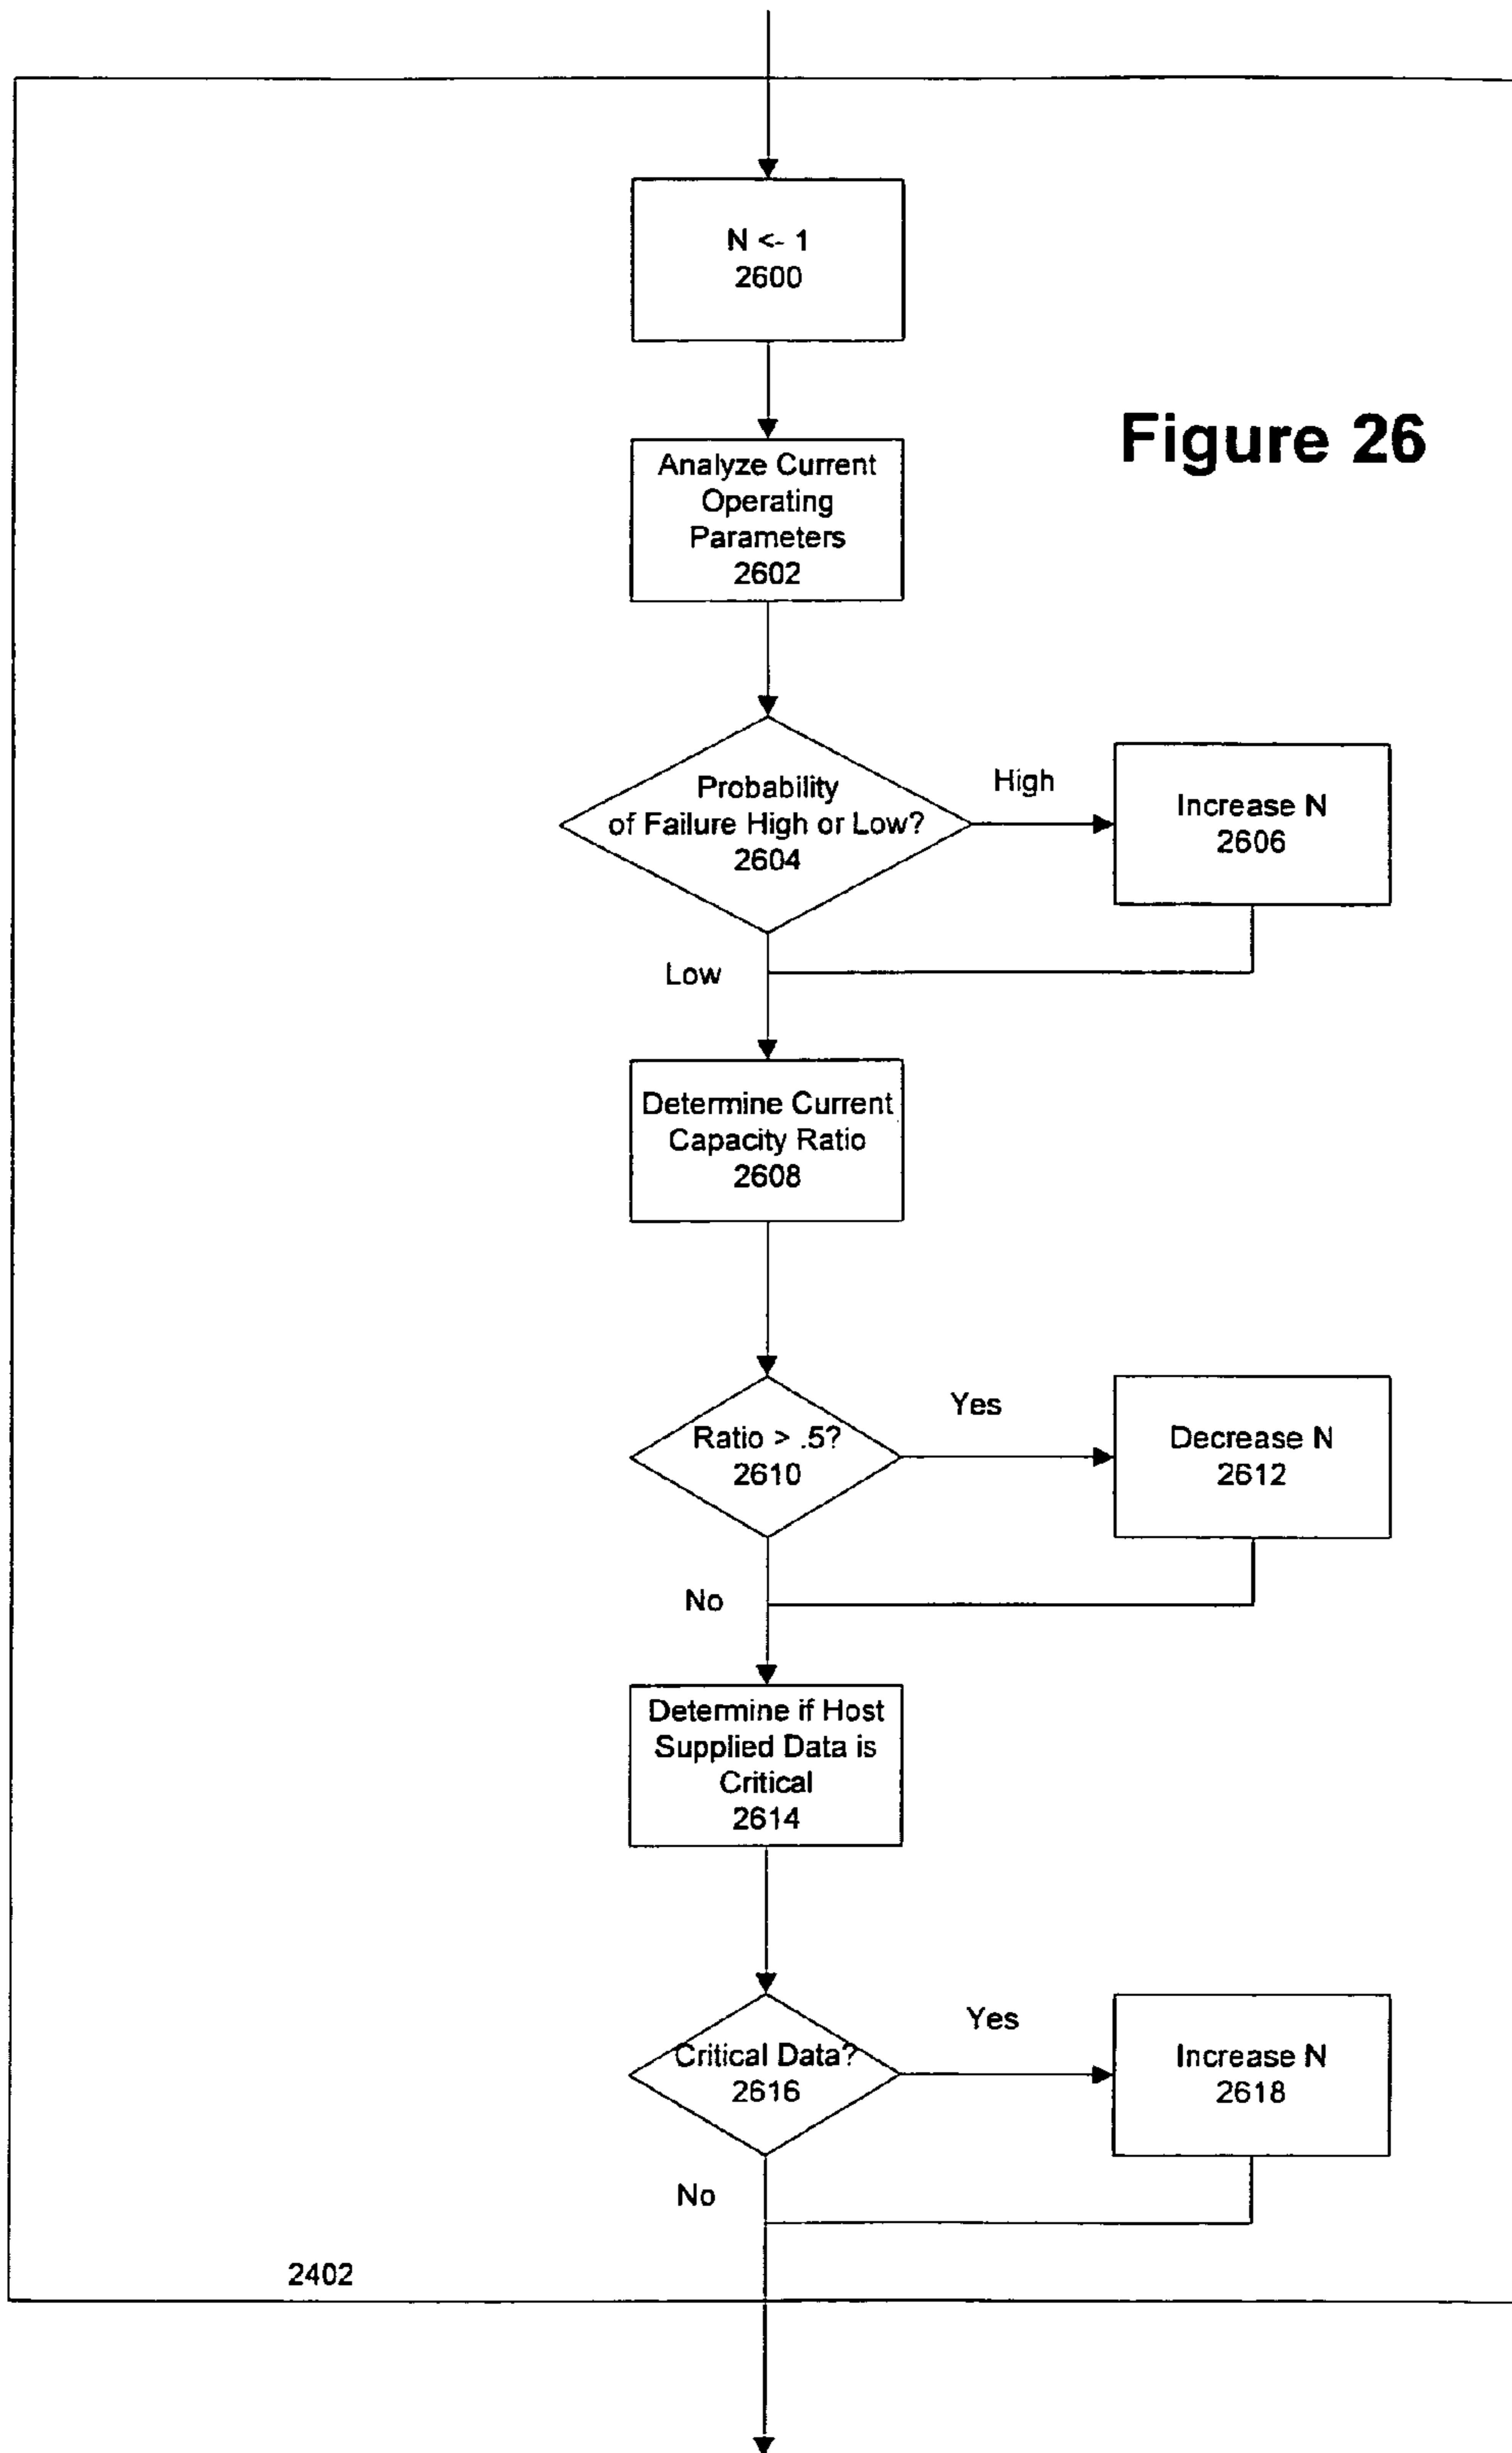 N <- 1
2600
Figure 26
Analyze Current
Operating
Parameters
2602
Probability
of Failure High or Low?
2604
High
Increase N
2606
Low
Determine Current
Capacity Ratio
2608
Ratio > .5?
2610
Yes
Decrease N
2612
No
Determine if Host
Supplied Data is
Critical
2614
Critical Data?
2616
Yes
Increase N
2618
No
2402